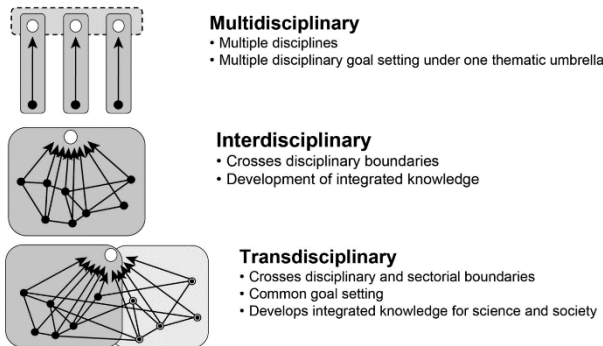 Multidisciplinary
• Multiple disciplines
• Multiple disciplinary goal setting under one thematic umbrella
Interdisciplinary
• Crosses disciplinary boundaries
• Development of integrated knowledge
Transdisciplinary
• Crosses disciplinary and sectorial boundaries
• Common goal setting
• Develops integrated knowledge for science and society